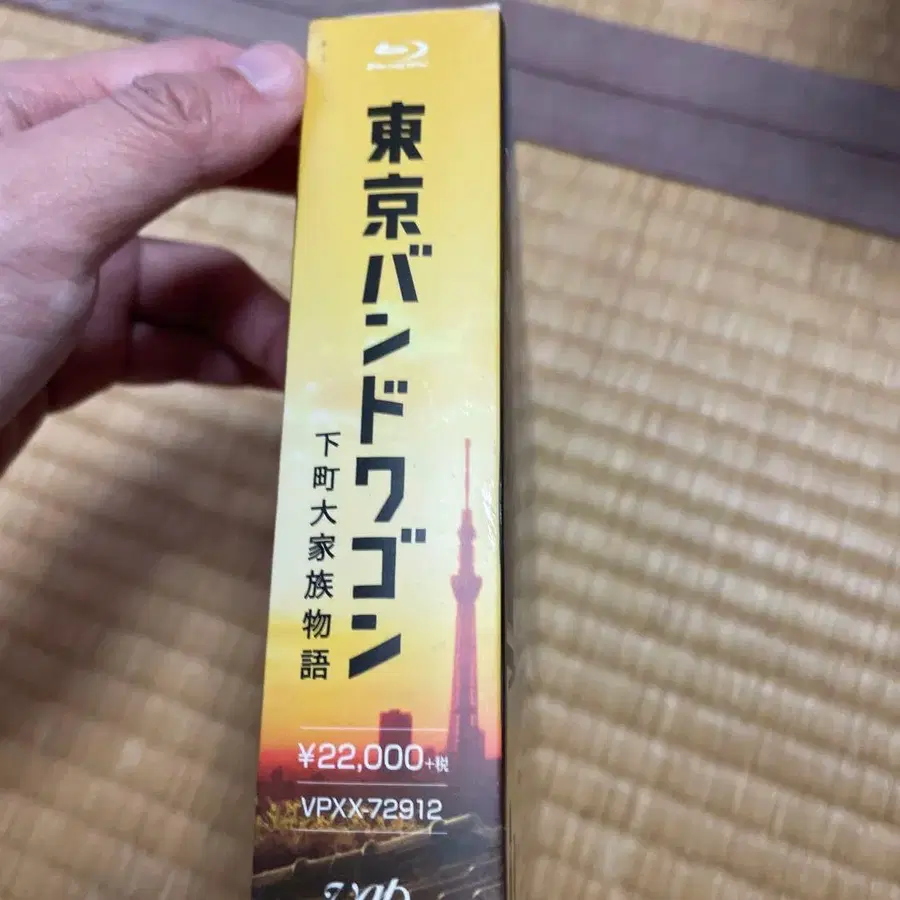 東京バンドワゴン
下町大家族物語
¥22,000+税
VPXX-72912
vap